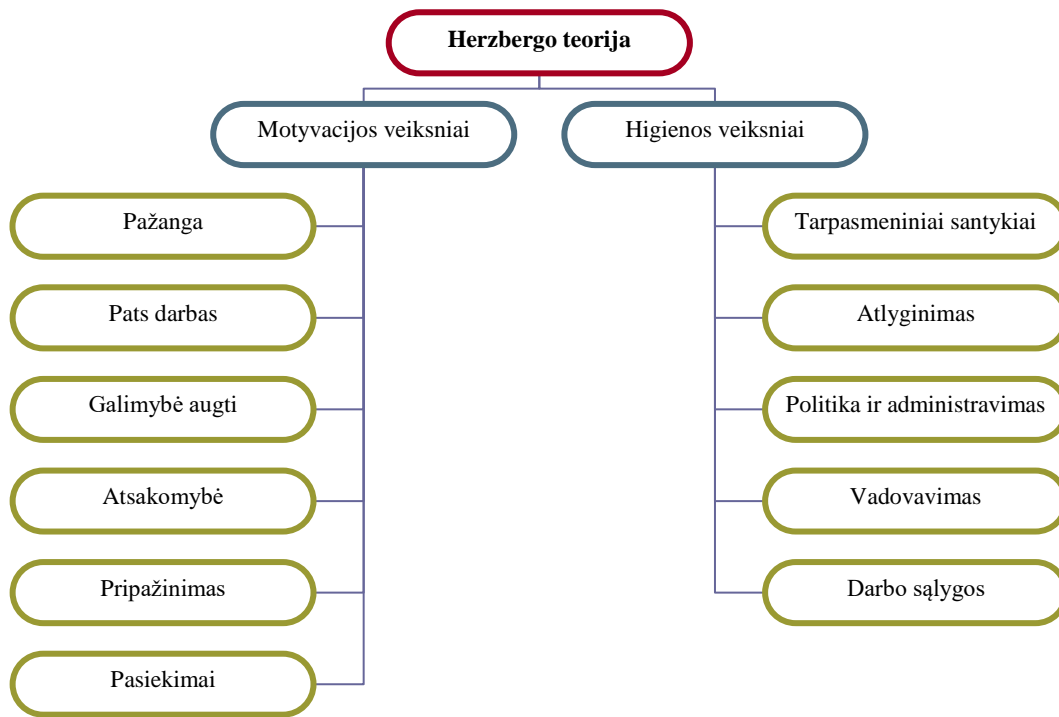 Herzbergo teorija
Motyvacijos veiksniai
Higienos veiksniai
Pažanga
Pats darbas
Galimybė augti
Atsakomybė
Pripažinimas
Pasiekimai
Tarpasmeniniai santykiai
Atlyginimas
Politika ir administravimas
Vadovavimas
Darbo sąlygos